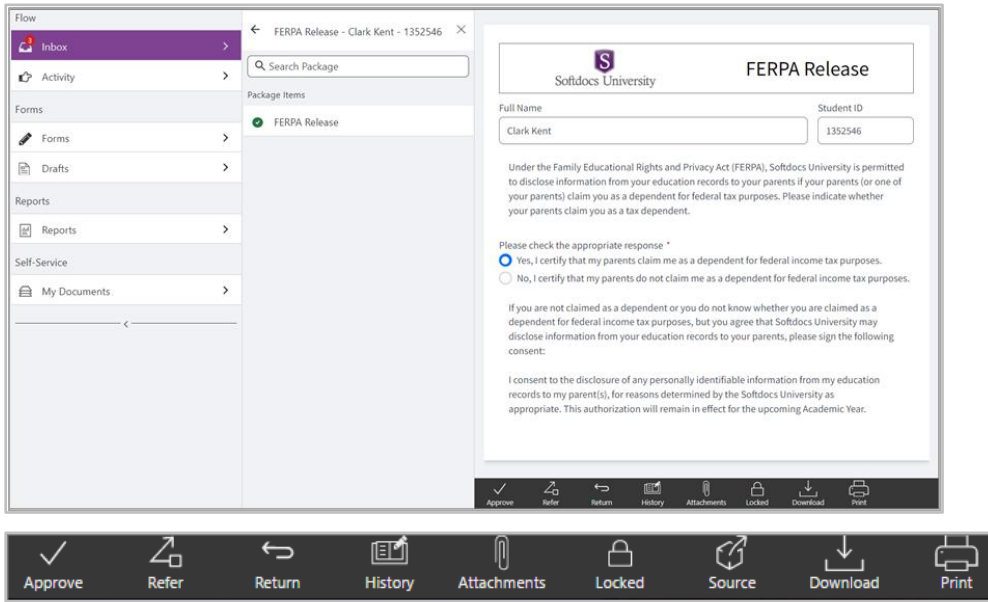 Flow
3
Inbox
Activity
Forms
Forms
Drafts
Reports
Reports
Self-Service
My Documents
FERPA Release - Clark Kent - 1352546
Search Package
Package Items
FERPA Release
S
Softdocs University
FERPA Release
Full Name
Student ID
Clark Kent
1352546
Under the Family Educational Rights and Privacy Act (FERPA), Softdocs University is permitted
to disclose information from your education records to your parents if your parents (or one of
your parents) claim you as a dependent for federal tax purposes. Please indicate whether
your parents claim you as a tax dependent.
Please check the appropriate response *
Yes, I certify that my parents claim me as a dependent for federal income tax purposes.
No, I certify that my parents do not claim me as a dependent for federal income tax purposes.
If you are not claimed as a dependent or you do not know whether you are claimed as a
dependent for federal income tax purposes, but you agree that Softdocs University may
disclose information from your education records to your parents, please sign the following
consent:
I consent to the disclosure of any personally identifiable information from my education
records to my parent(s), for reasons determined by the Softdocs University as
appropriate. This authorization will remain in effect for the upcoming Academic Year.
Approve Refer Return History Attachments Locked Download Print
Approve Refer Return History Attachments Locked Source Download Print